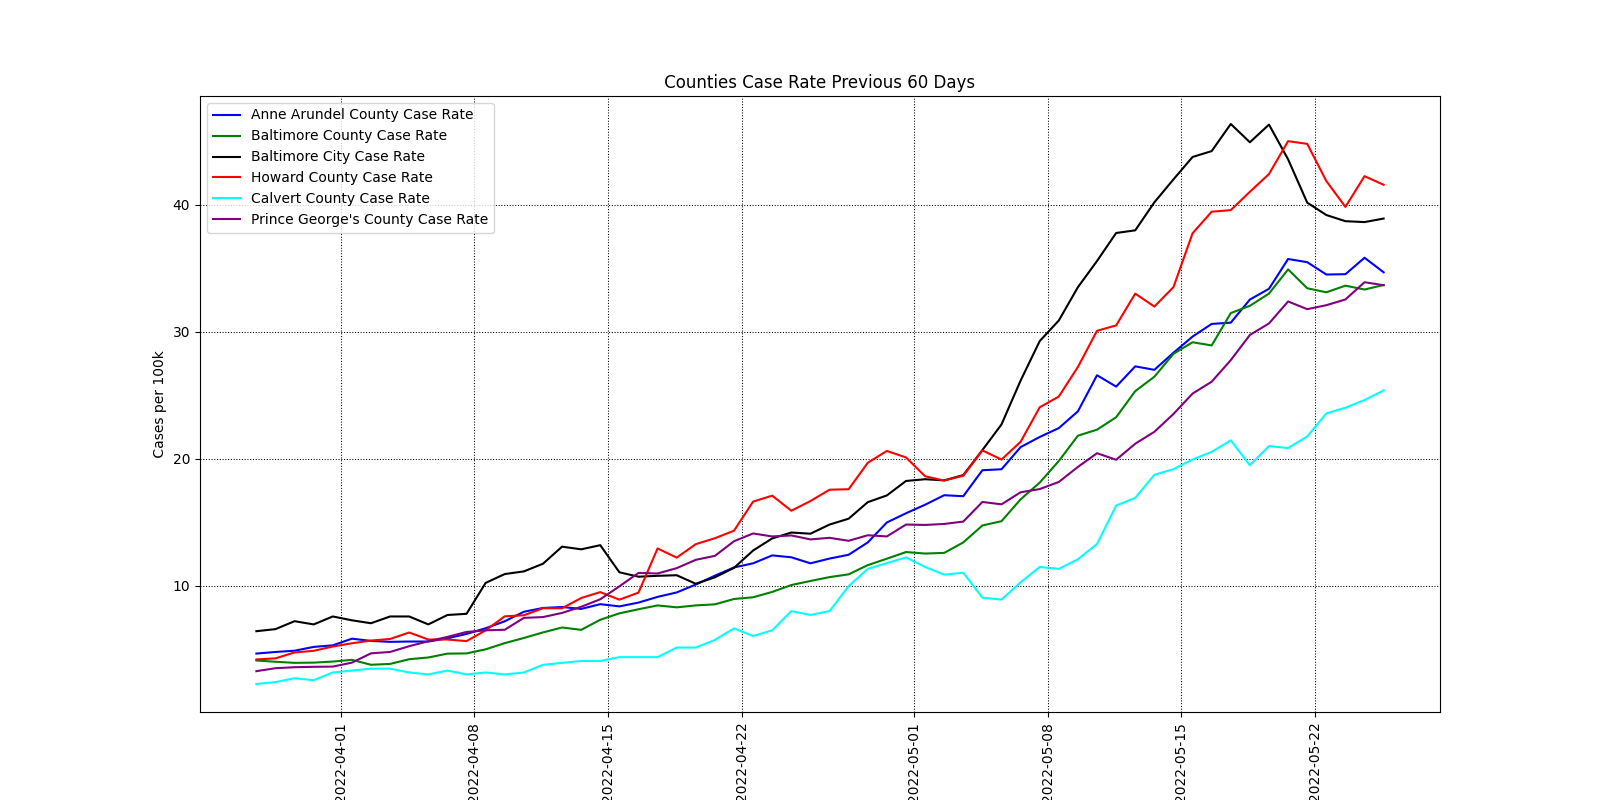 Counties Case Rate Previous 60 Days
Anne Arundel County Case Rate
Baltimore County Case Rate
Baltimore City Case Rate
Howard County Case Rate
Calvert County Case Rate
Prince George's County Case Rate
Cases per 100k
40
30
20
10
2022-04-01
2022-04-08
2022-04-15
2022-04-22
2022-05-01
2022-05-08
2022-05-15
2022-05-22